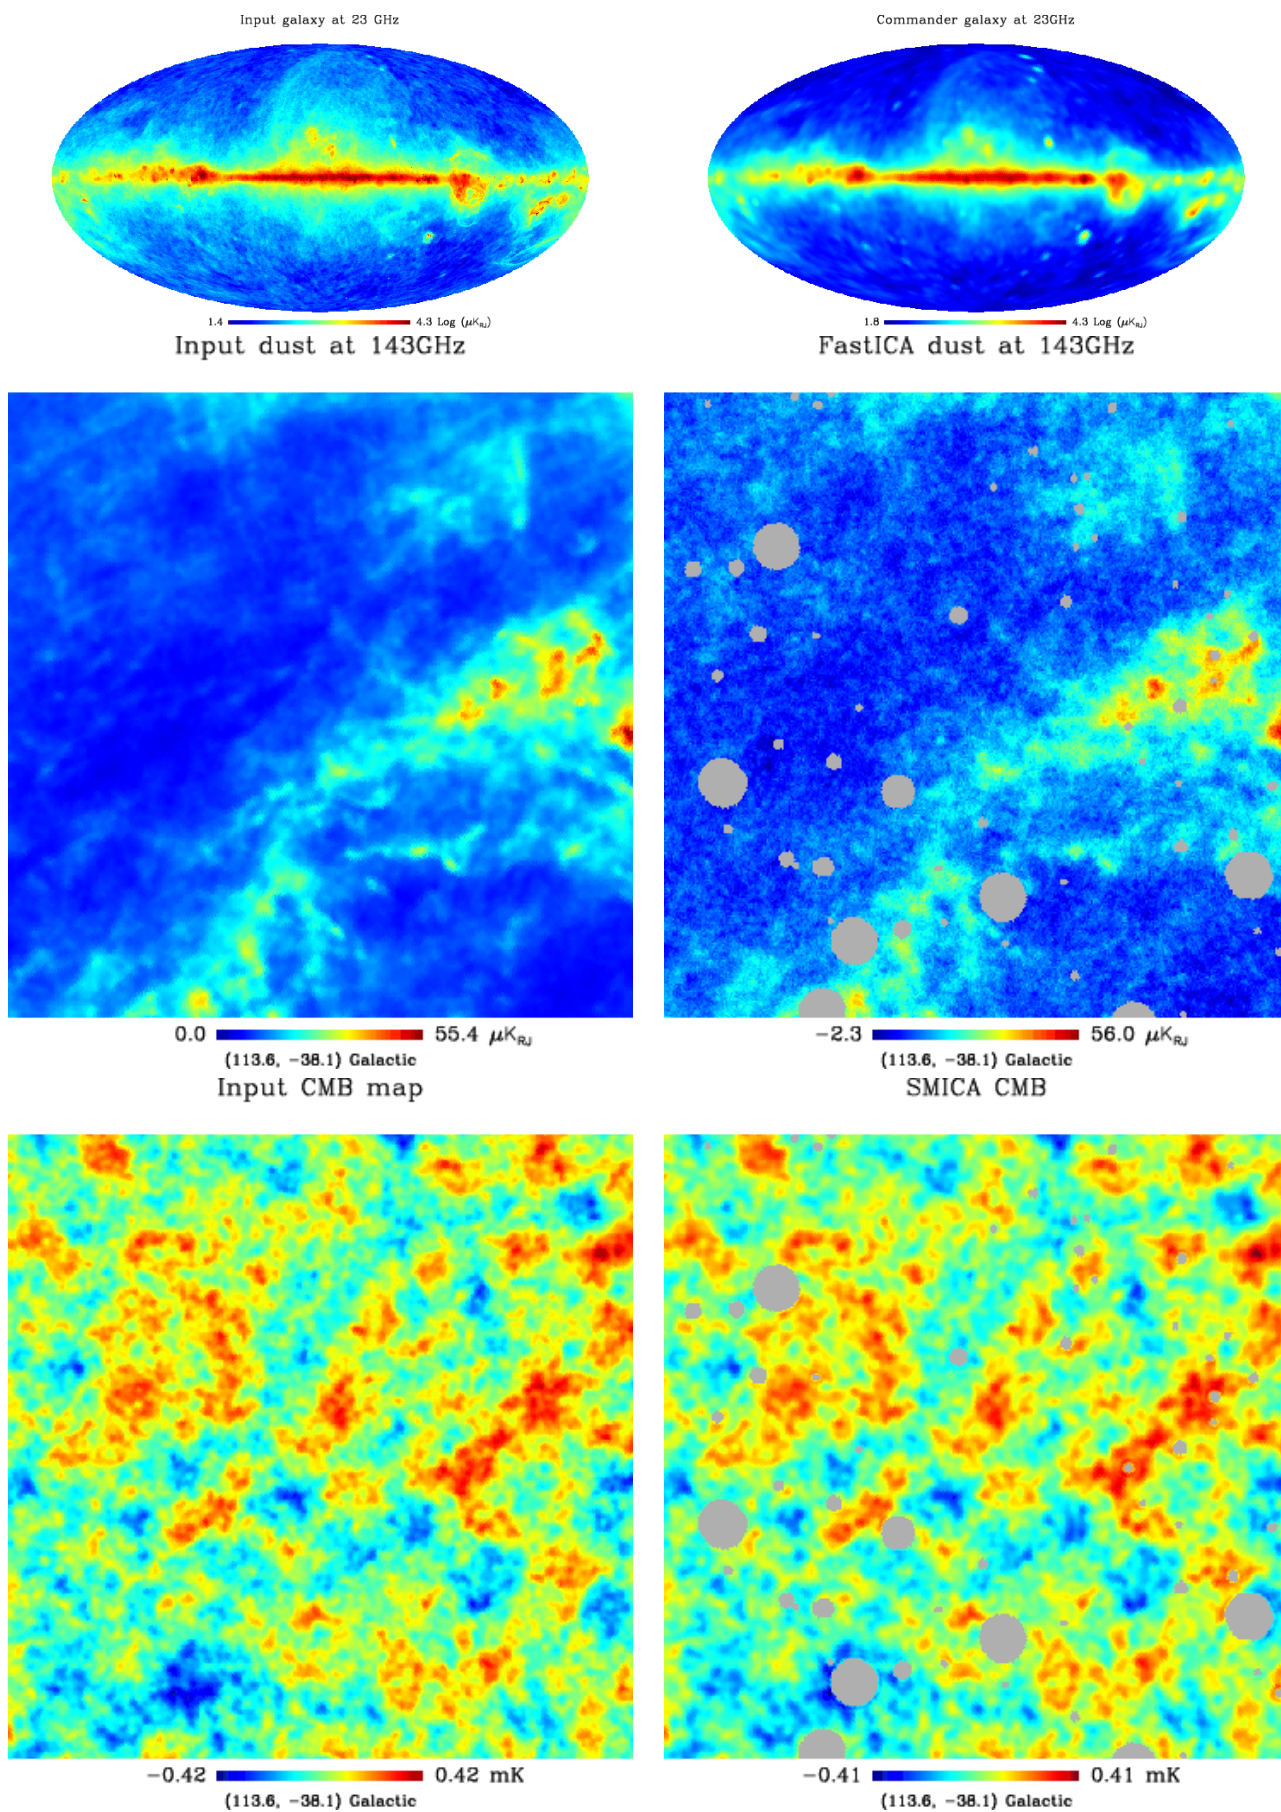 Input galaxy at 23 GHz
Commander galaxy at 23GHz
1.4 4.3 Log (μK_RJ)
1.8 4.3 Log (μK_RJ)
Input dust at 143GHz
FastICA dust at 143GHz
0.0 55.4 μK_RJ
(113.6, −38.1) Galactic
−2.3 56.0 μK_RJ
(113.6, −38.1) Galactic
Input CMB map
SMICA CMB
−0.42 0.42 mK
(113.6, −38.1) Galactic
−0.41 0.41 mK
(113.6, −38.1) Galactic